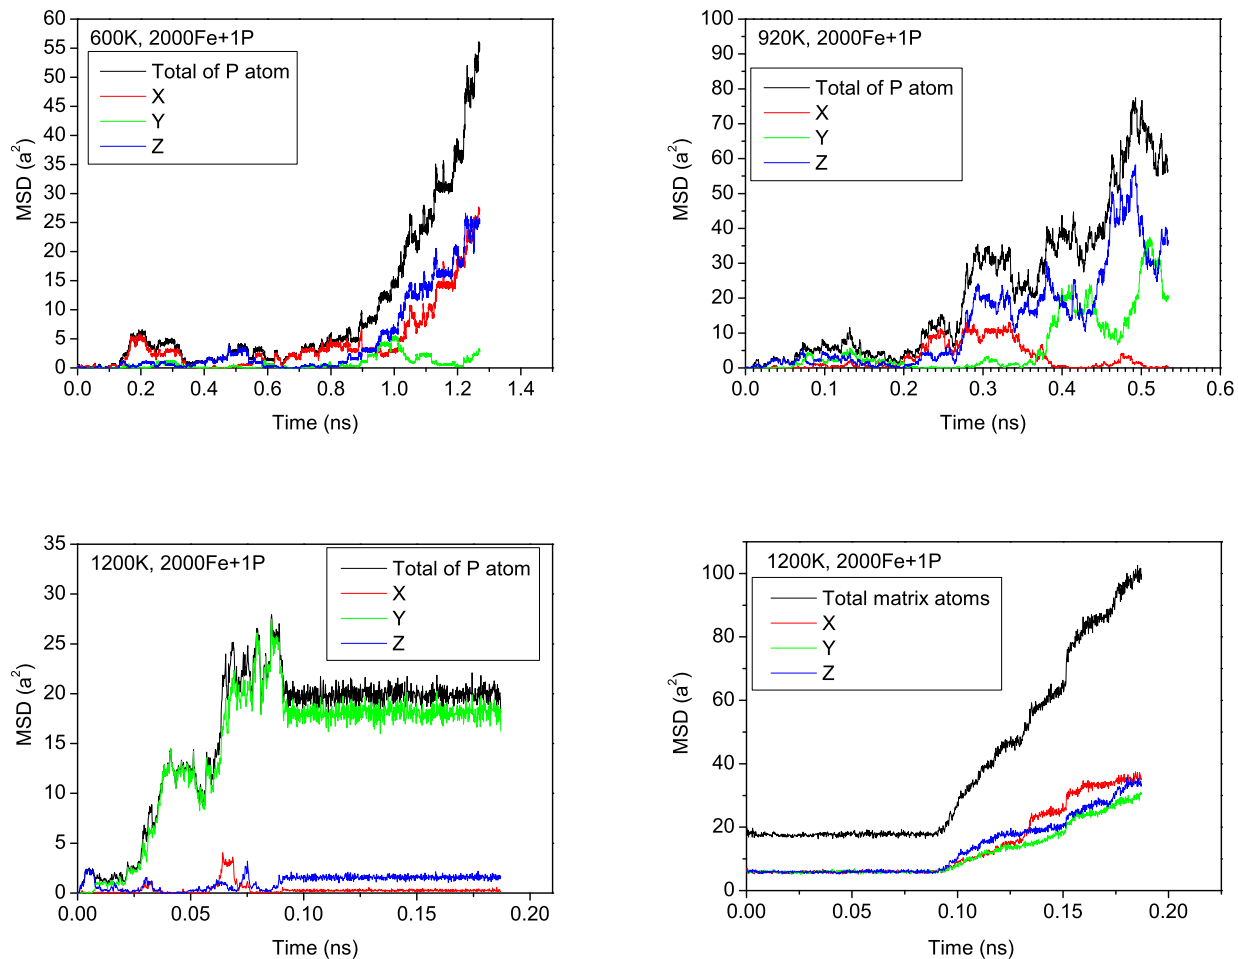 600K, 2000Fe+1P
Total of P atom
X
Y
Z
MSD (a²)
60
55
50
45
40
35
30
25
20
15
10
5
0
0.0 0.2 0.4 0.6 0.8 1.0 1.2 1.4
Time (ns)
920K, 2000Fe+1P
Total of P atom
X
Y
Z
MSD (a²)
100
90
80
70
60
50
40
30
20
10
0
0.0 0.1 0.2 0.3 0.4 0.5 0.6
Time (ns)
1200K, 2000Fe+1P
Total of P atom
X
Y
Z
MSD (a²)
35
30
25
20
15
10
5
0
0.00 0.05 0.10 0.15 0.20
Time (ns)
1200K, 2000Fe+1P
Total matrix atoms
X
Y
Z
MSD (a²)
100
80
60
40
20
0
0.00 0.05 0.10 0.15 0.20
Time (ns)